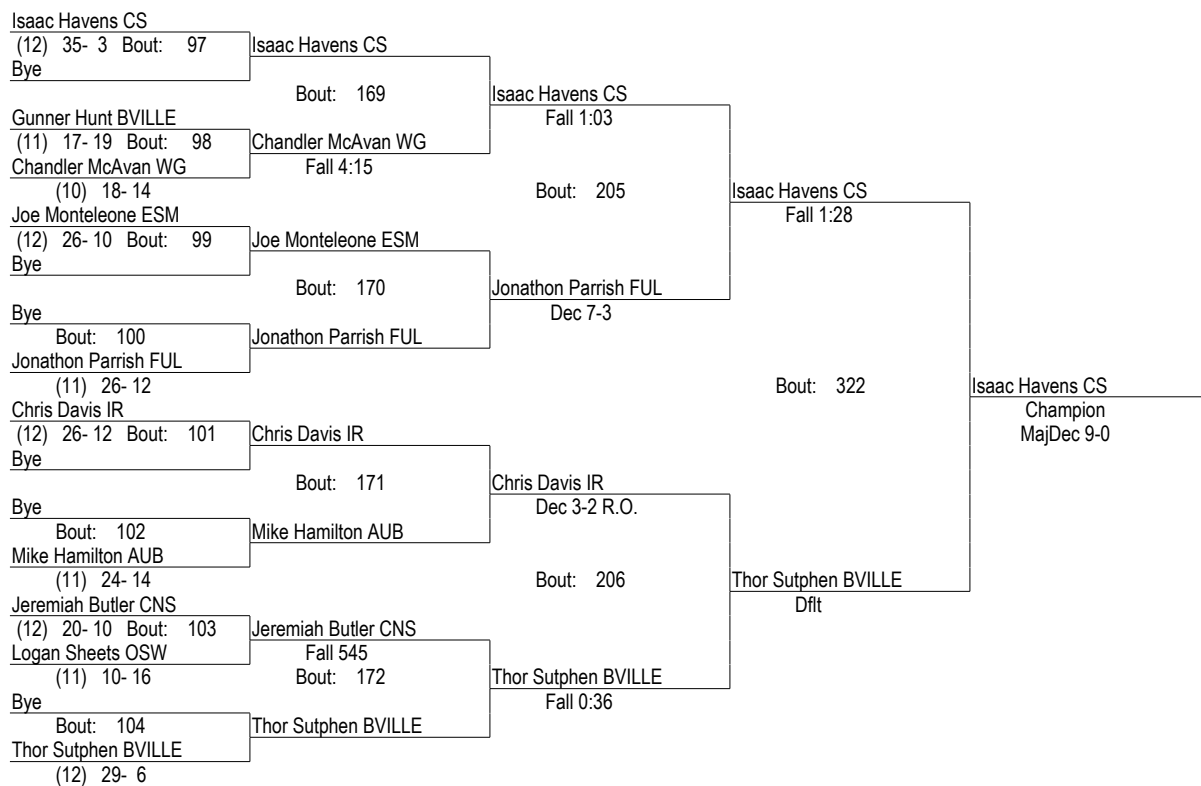 Isaac Havens CS
(12) 35- 3 Bout: 97 Isaac Havens CS
Bye
Bout: 169 Isaac Havens CS
Gunner Hunt BVILLE Fall 1:03
(11) 17- 19 Bout: 98 Chandler McAvan WG
Chandler McAvan WG Fall 4:15
(10) 18- 14 Bout: 205 Isaac Havens CS
Joe Monteleone ESM Fall 1:28
(12) 26- 10 Bout: 99 Joe Monteleone ESM
Bye
Bout: 170 Jonathon Parrish FUL
Bye Dec 7-3
Bout: 100 Jonathon Parrish FUL
Jonathon Parrish FUL
(11) 26- 12 Bout: 322 Isaac Havens CS
Chris Davis IR Champion
(12) 26- 12 Bout: 101 Chris Davis IR MajDec 9-0
Bye
Bout: 171 Chris Davis IR
Bye Dec 3-2 R.O.
Bout: 102 Mike Hamilton AUB
Mike Hamilton AUB
(11) 24- 14 Bout: 206 Thor Sutphen BVILLE
Jeremiah Butler CNS Dflt
(12) 20- 10 Bout: 103 Jeremiah Butler CNS
Logan Sheets OSW Fall 545
(11) 10- 16 Bout: 172 Thor Sutphen BVILLE
Bye Fall 0:36
Bout: 104 Thor Sutphen BVILLE
Thor Sutphen BVILLE
(12) 29- 6